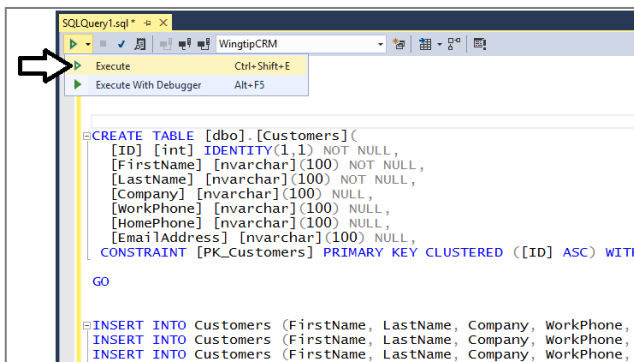 SQLQuery1.sql*
WingtipCRM
Execute Ctrl+Shift+E
Execute With Debugger Alt+F5
CREATE TABLE [dbo].[Customers](
[ID] [int] IDENTITY(1,1) NOT NULL,
[FirstName] [nvarchar](100) NOT NULL,
[LastName] [nvarchar](100) NOT NULL,
[Company] [nvarchar](100) NULL,
[WorkPhone] [nvarchar](100) NULL,
[HomePhone] [nvarchar](100) NULL,
[EmailAddress] [nvarchar](100) NULL,
CONSTRAINT [PK_Customers] PRIMARY KEY CLUSTERED ([ID] ASC) WITH
GO
INSERT INTO Customers (FirstName, LastName, Company, WorkPhone,
INSERT INTO Customers (FirstName, LastName, Company, WorkPhone,
INSERT INTO Customers (FirstName, LastName, Company, WorkPhone,